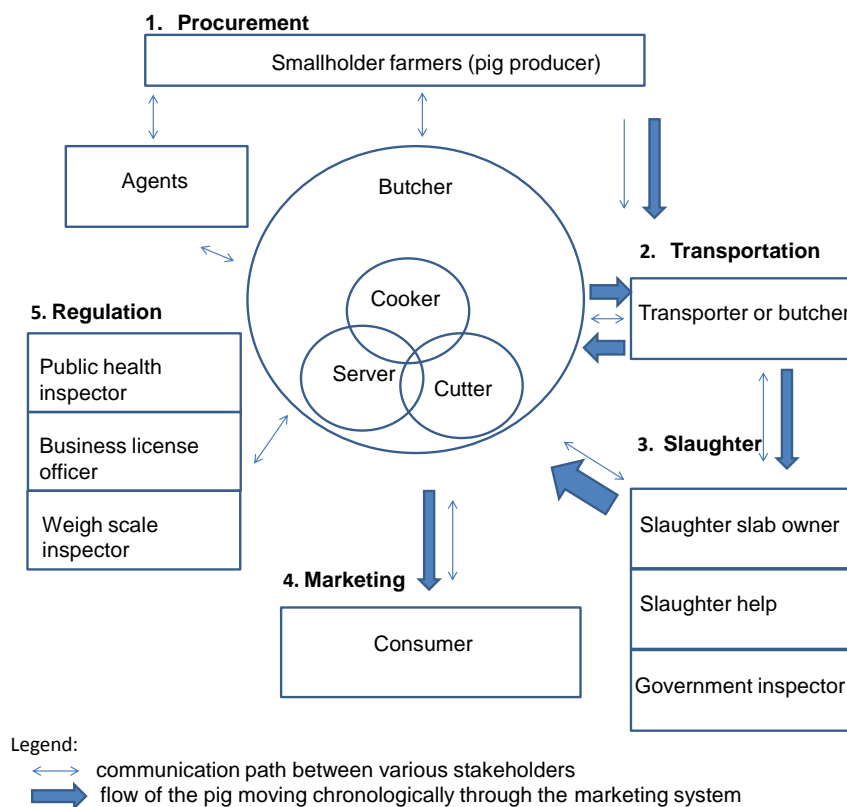 1. Procurement
Smallholder farmers (pig producer)
Agents
Butcher
2. Transportation
Transporter or butcher
Cooker
Server
Cutter
5. Regulation
Public health
inspector
Business license
officer
Weigh scale
inspector
3. Slaughter
Slaughter slab owner
Slaughter help
Government inspector
4. Marketing
Consumer
Legend:
communication path between various stakeholders
flow of the pig moving chronologically through the marketing system